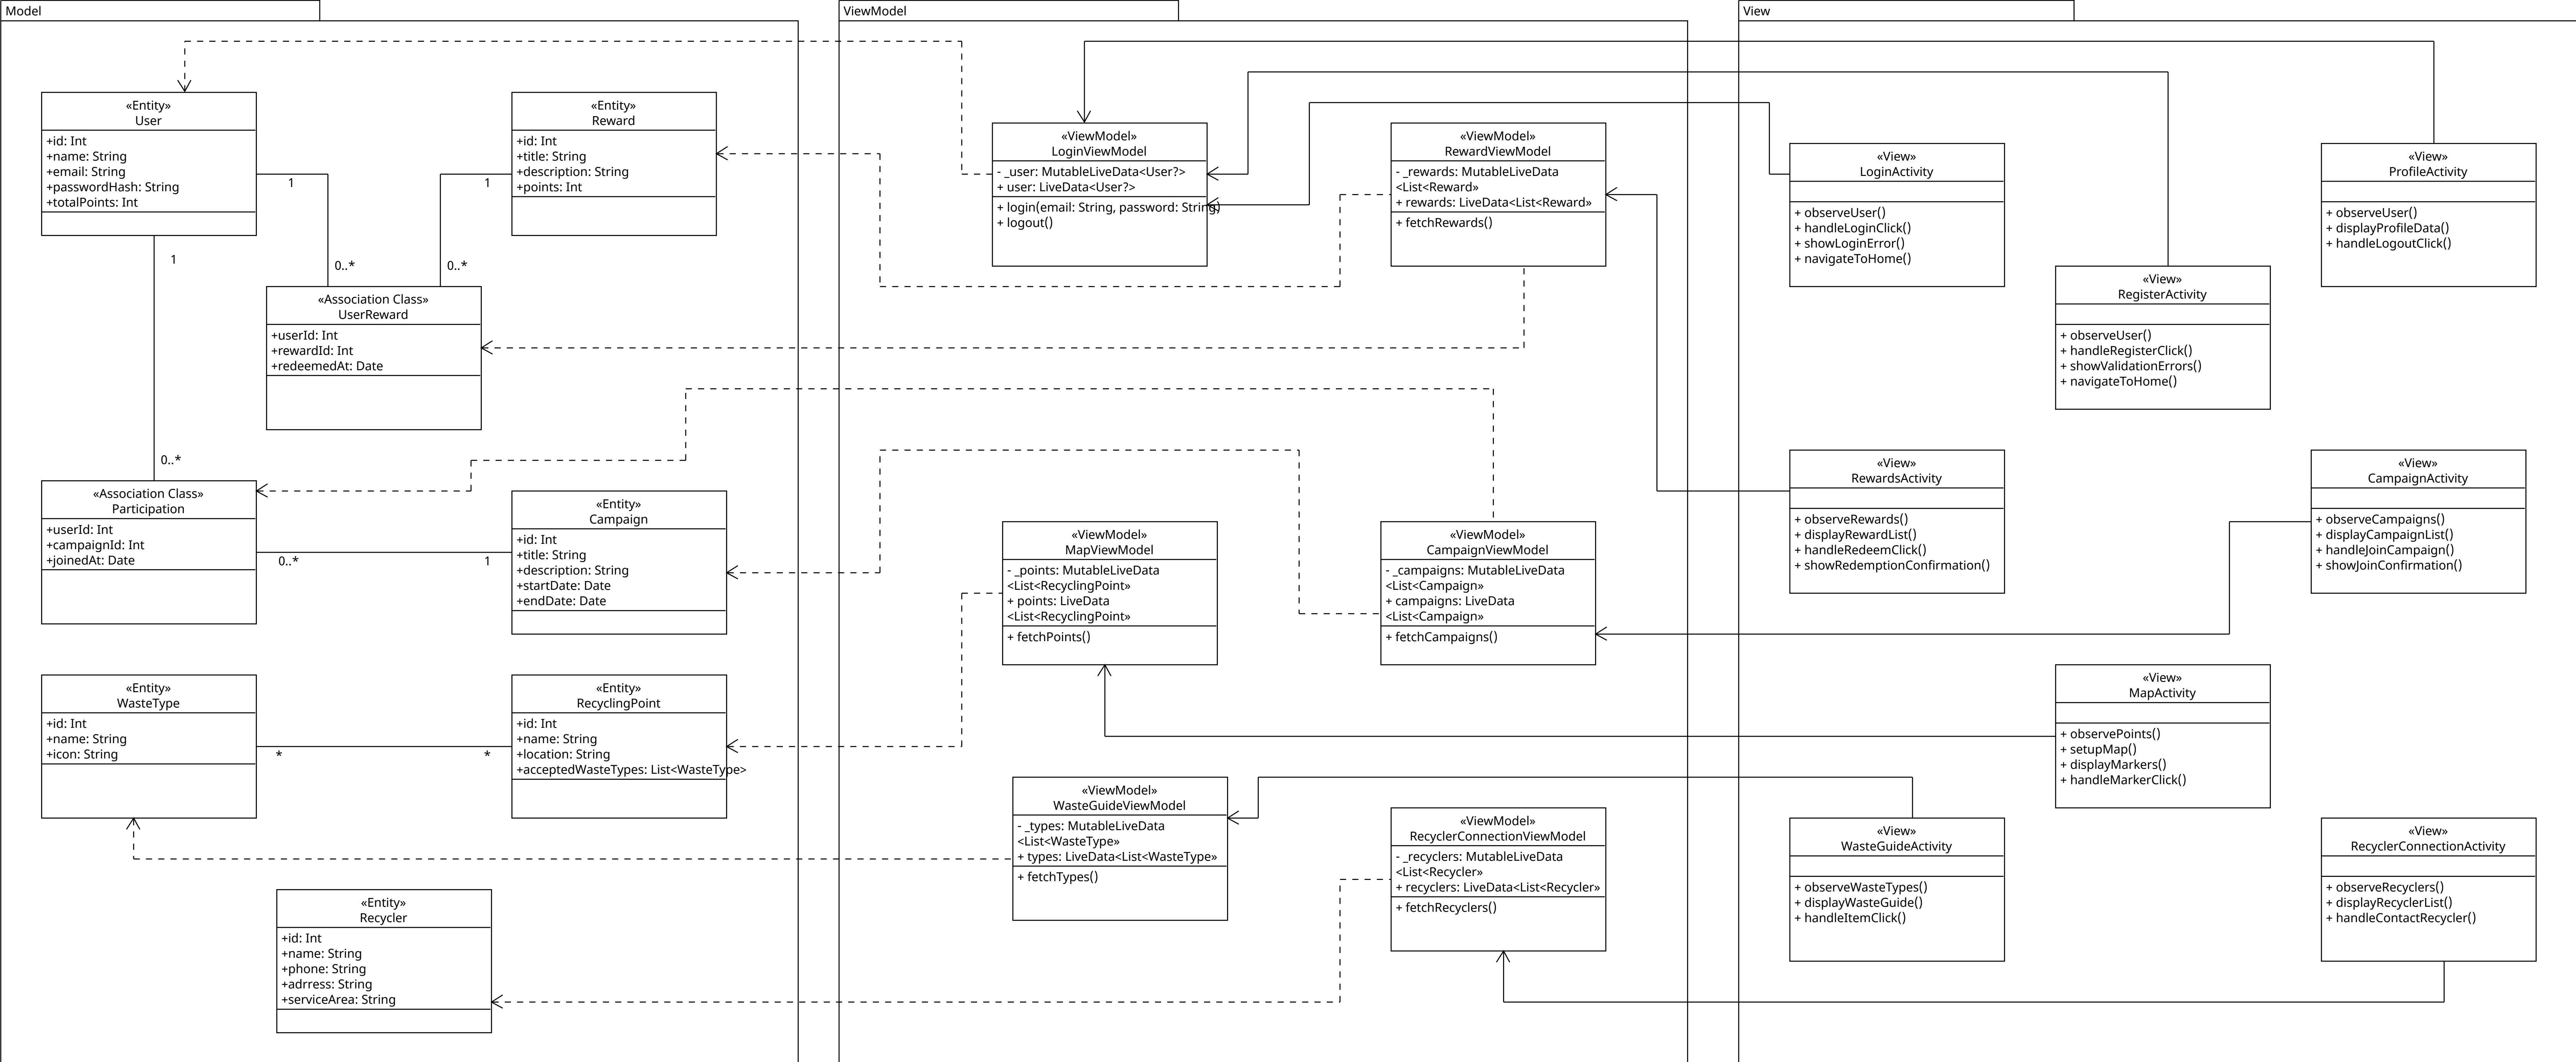 Model
«Entity»
User
+id: Int
+name: String
+email: String
+passwordHash: String
+totalPoints: Int
«Entity»
Reward
+id: Int
+title: String
+description: String
+points: Int
1
1
1
0..*
0..*
«Association Class»
UserReward
+userId: Int
+rewardId: Int
+redeemedAt: Date
0..*
«Association Class»
Participation
+userId: Int
+campaignId: Int
+joinedAt: Date
0..*
1
«Entity»
Campaign
+id: Int
+title: String
+description: String
+startDate: Date
+endDate: Date
«Entity»
WasteType
+id: Int
+name: String
+icon: String
*
*
«Entity»
RecyclingPoint
+id: Int
+name: String
+location: String
+acceptedWasteTypes: List<WasteType>
«Entity»
Recycler
+id: Int
+name: String
+phone: String
+adrress: String
+serviceArea: String
ViewModel
«ViewModel»
LoginViewModel
- _user: MutableLiveData<User?>
+ user: LiveData<User?>
+ login(email: String, password: String)
+ logout()
«ViewModel»
RewardViewModel
- _rewards: MutableLiveData
<List<Reward»
+ rewards: LiveData<List<Reward»
+ fetchRewards()
«ViewModel»
MapViewModel
- _points: MutableLiveData
<List<RecyclingPoint»
+ points: LiveData
<List<RecyclingPoint»
+ fetchPoints()
«ViewModel»
CampaignViewModel
- _campaigns: MutableLiveData
<List<Campaign»
+ campaigns: LiveData
<List<Campaign»
+ fetchCampaigns()
«ViewModel»
WasteGuideViewModel
- _types: MutableLiveData
<List<WasteType»
+ types: LiveData<List<WasteType»
+ fetchTypes()
«ViewModel»
RecyclerConnectionViewModel
- _recyclers: MutableLiveData
<List<Recycler»
+ recyclers: LiveData<List<Recycler»
+ fetchRecyclers()
View
«View»
LoginActivity
+ observeUser()
+ handleLoginClick()
+ showLoginError()
+ navigateToHome()
«View»
ProfileActivity
+ observeUser()
+ displayProfileData()
+ handleLogoutClick()
«View»
RegisterActivity
+ observeUser()
+ handleRegisterClick()
+ showValidationErrors()
+ navigateToHome()
«View»
RewardsActivity
+ observeRewards()
+ displayRewardList()
+ handleRedeemClick()
+ showRedemptionConfirmation()
«View»
CampaignActivity
+ observeCampaigns()
+ displayCampaignList()
+ handleJoinCampaign()
+ showJoinConfirmation()
«View»
MapActivity
+ observePoints()
+ setupMap()
+ displayMarkers()
+ handleMarkerClick()
«View»
WasteGuideActivity
+ observeWasteTypes()
+ displayWasteGuide()
+ handleItemClick()
«View»
RecyclerConnectionActivity
+ observeRecyclers()
+ displayRecyclerList()
+ handleContactRecycler()